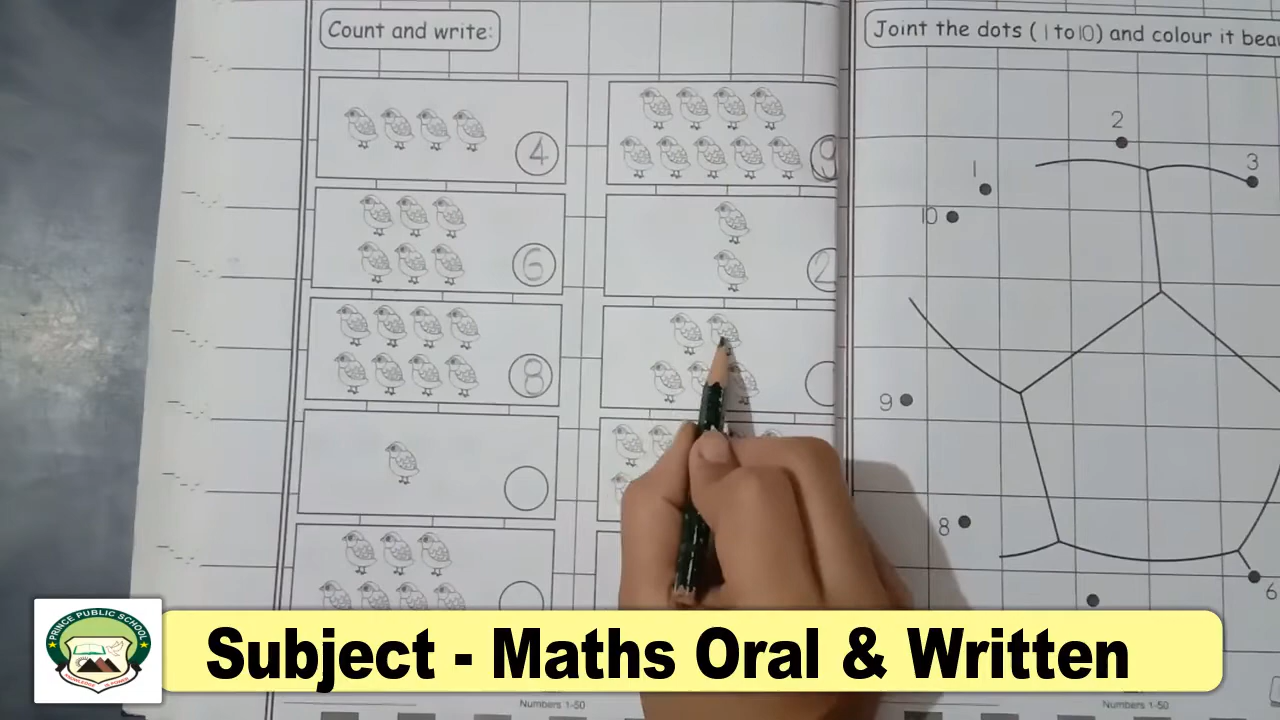 Count and write:
4
9
6
2
8
Joint the dots ( 1 to 10) and colour it
1
2
3
10
9
8
6
PRINCE PUBLIC SCHOOL
Subject - Maths Oral & Written
Numbers 1-50
Numbers 1-50